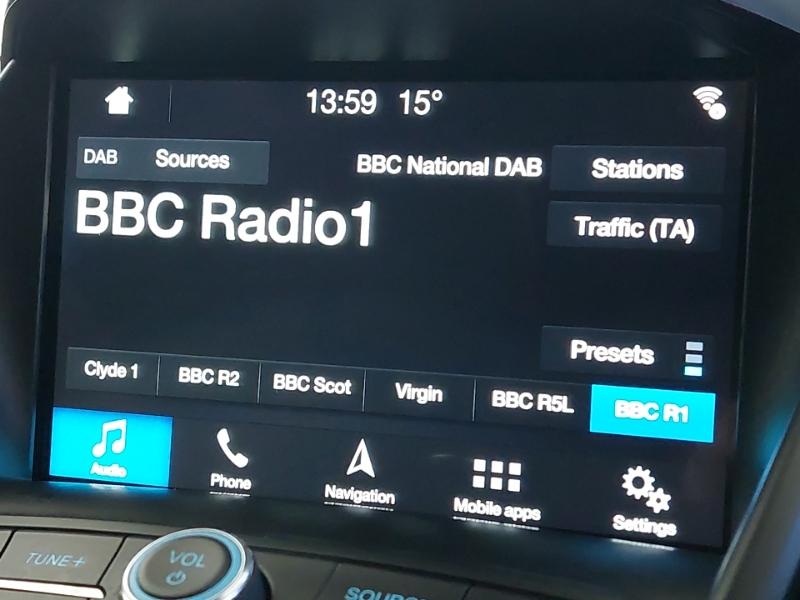 13:59 15°
DAB Sources BBC National DAB Stations
BBC Radio1
Traffic (TA)
Presets
Clyde 1 BBC R2 BBC Scot Virgin BBC R5L BBC R1
Audio Phone Navigation Mobile apps Settings
TUNE+ VOL SOURCE